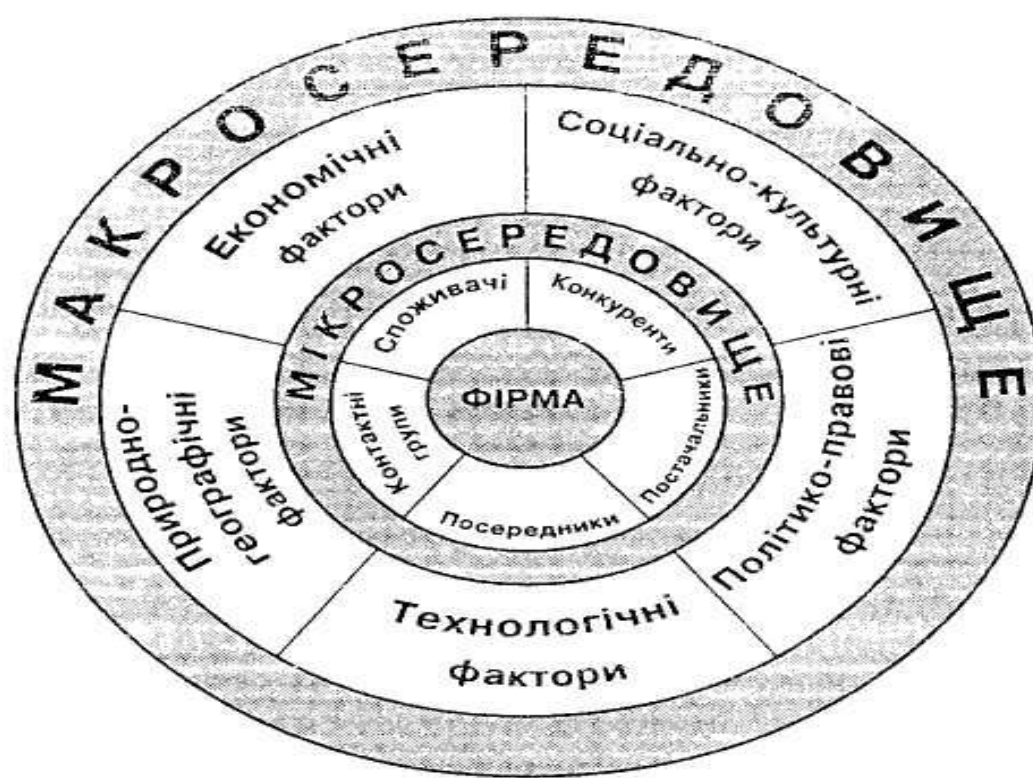 МАКРОСЕРЕДОВИЩЕ
Економічні
фактори
Соціально-культурні
фактори
Політико-правові
фактори
Технологічні
фактори
Природно-
географічні
фактори
МІКРОСЕРЕДОВИЩЕ
Споживачі
Конкуренти
Постачальники
Посередники
Контактні
групи
ФІРМА